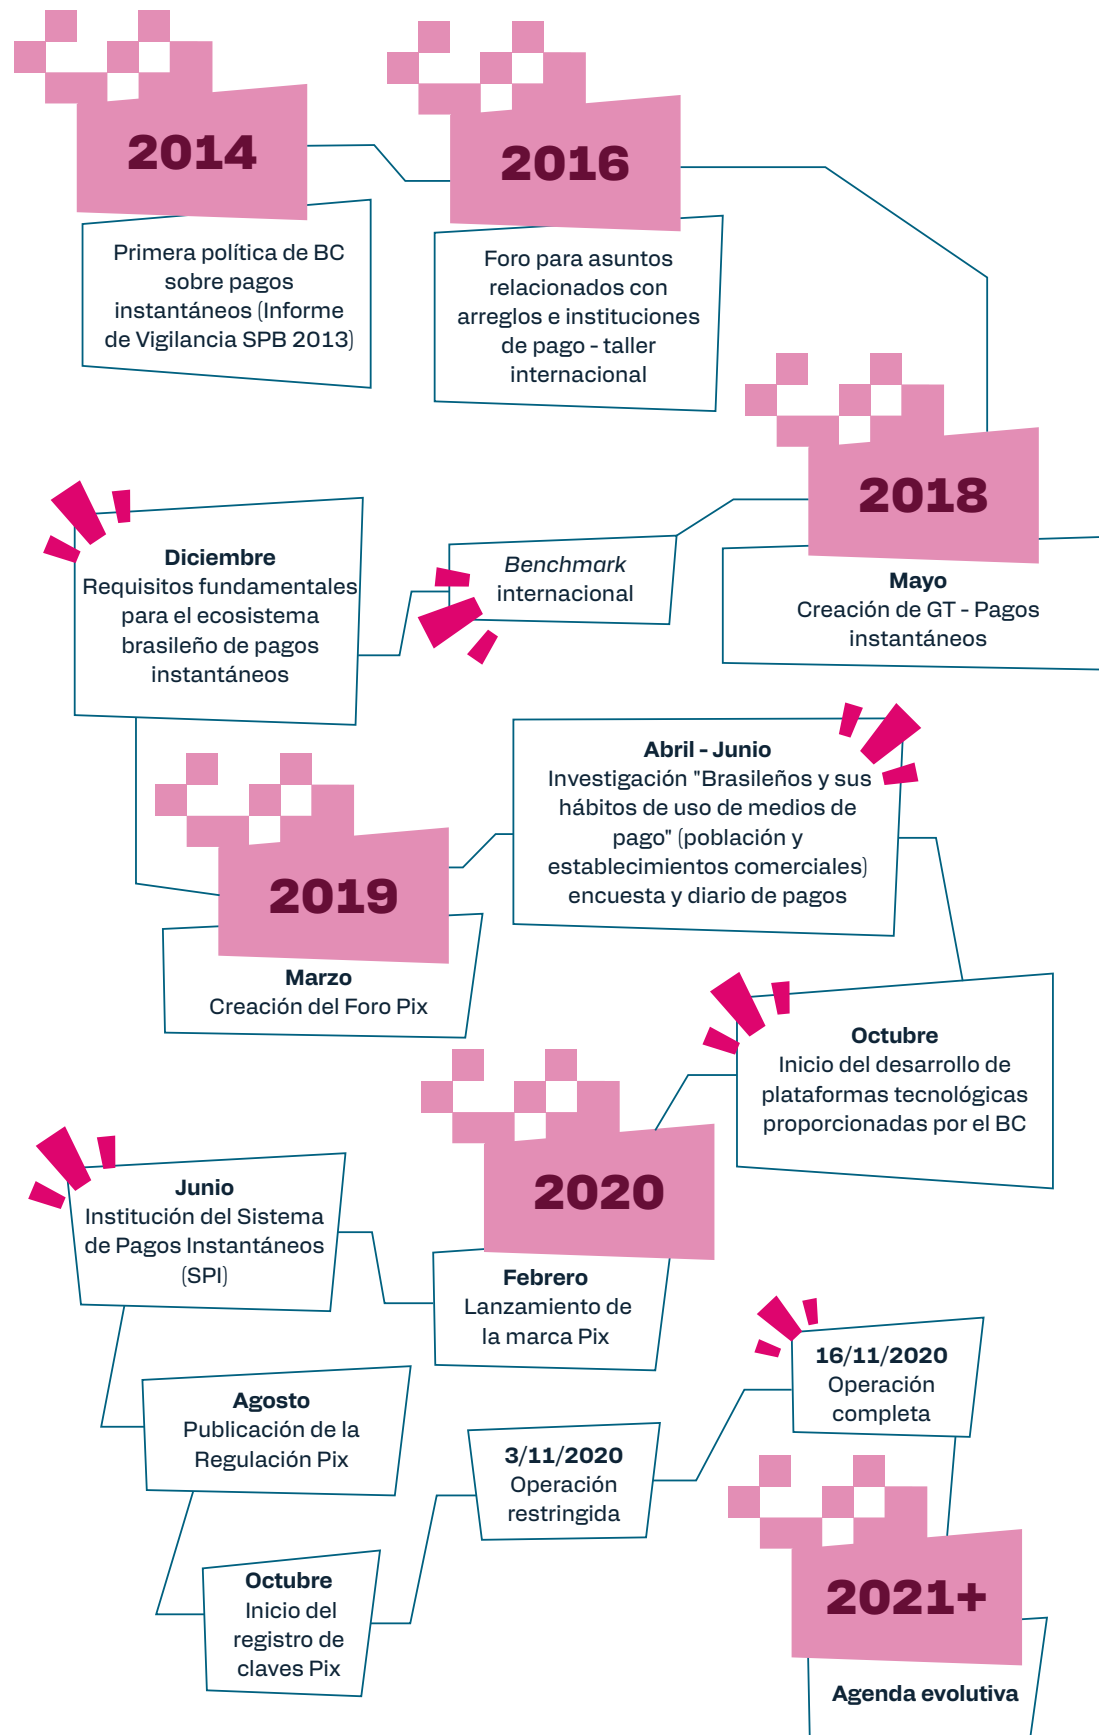 2014
Primera política de BC
sobre pagos
instantáneos (Informe
de Vigilancia SPB 2013)
2016
Foro para asuntos
relacionados con
arreglos e instituciones
de pago - taller
internacional
2018
Mayo
Creación de GT - Pagos
instantáneos
Benchmark
internacional
Diciembre
Requisitos fundamentales
para el ecosistema
brasileño de pagos
instantáneos
2019
Marzo
Creación del Foro Pix
Abril - Junio
Investigación "Brasileños y sus
hábitos de uso de medios de
pago" (población y
establecimientos comerciales)
encuesta y diario de pagos
Octubre
Inicio del desarrollo de
plataformas tecnológicas
proporcionadas por el BC
2020
Febrero
Lanzamiento de
la marca Pix
Junio
Institución del Sistema
de Pagos Instantáneos
(SPI)
Agosto
Publicación de la
Regulación Pix
Octubre
Inicio del
registro de
claves Pix
3/11/2020
Operación
restringida
16/11/2020
Operación
completa
2021+
Agenda evolutiva